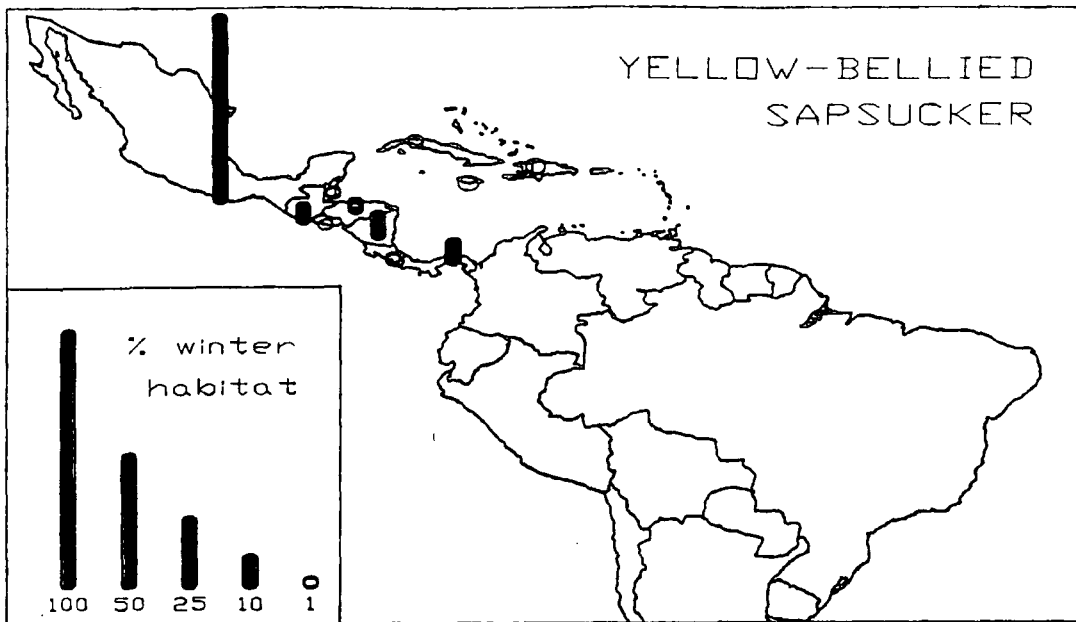 YELLOW-BELLIED
SAPSUCKER
% winter
habitat
100 50 25 10 1